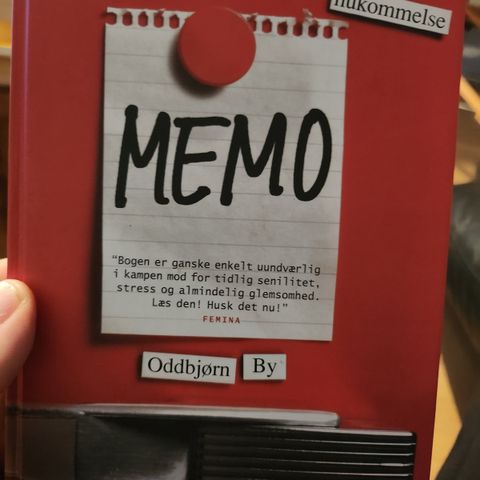 hukommelse
MEMO
“Bogen er ganske enkelt uundværlig
i kampen mod for tidlig senilitet,
stress og almindelig glemsomhed.
Læs den! Husk det nu!”
FEMINA
Oddbjørn By